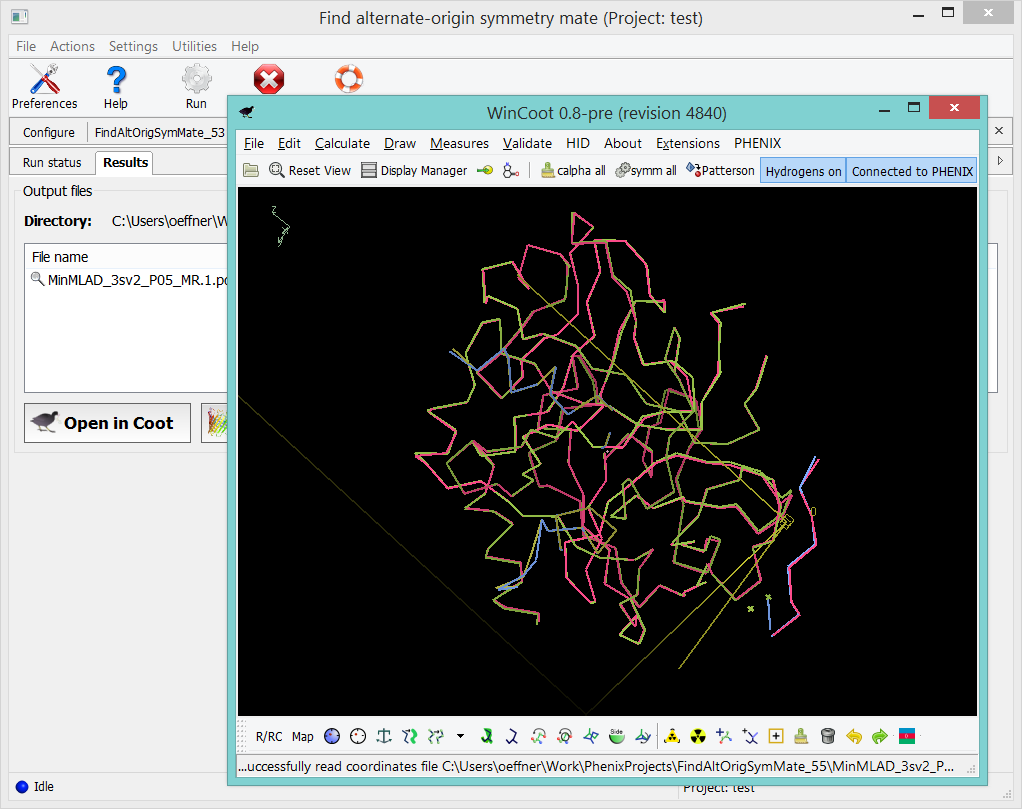 Find alternate-origin symmetry mate (Project: test)
File Actions Settings Utilities Help
Preferences Help Run
Configure FindAltOrigSymMate_53
Run status Results
Output files
Directory: C:\Users\oeffner\W
File name
MinMLAD_3sv2_P05_MR.1.pd
Open in Coot
Idle
Project: test
WinCoot 0.8-pre (revision 4840)
File Edit Calculate Draw Measures Validate HID About Extensions PHENIX
Reset View Display Manager calpha all symm all Patterson Hydrogens on Connected to PHENIX
Z
X
y
0
R/RC Map Side
...uccessfully read coordinates file C:\Users\oeffner\Work\PhenixProjects\FindAltOrigSymMate_55\MinMLAD_3sv2_P...